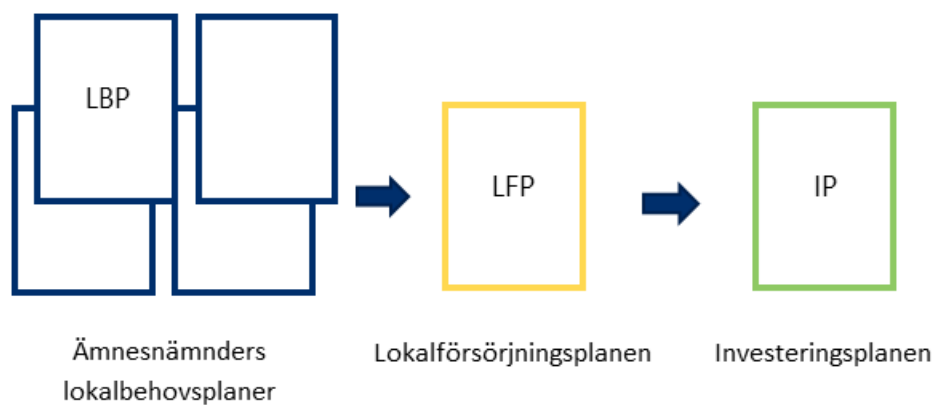 LBP
LFP
IP
Ämnesnämnders
lokalbehovsplaner
Lokalförsörjningsplanen
Investeringsplanen